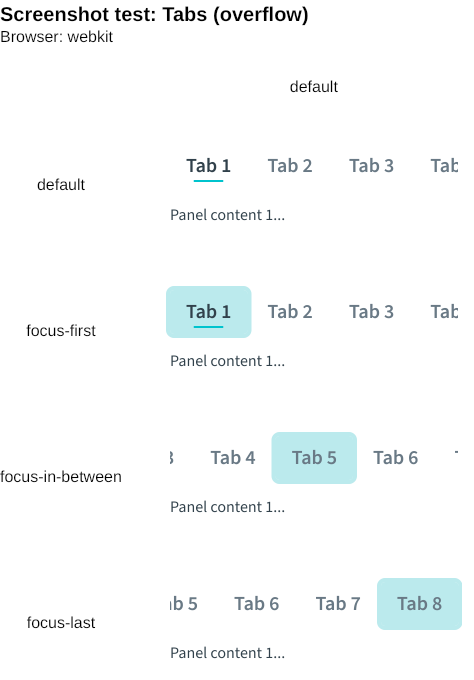 Screenshot test: Tabs (overflow)
Browser: webkit
default
default
Tab 1 Tab 2 Tab 3 Tab
Panel content 1...
focus-first
Tab 1 Tab 2 Tab 3 Tab
Panel content 1...
focus-in-between
3 Tab 4 Tab 5 Tab 6
Panel content 1...
focus-last
ab 5 Tab 6 Tab 7 Tab 8
Panel content 1...